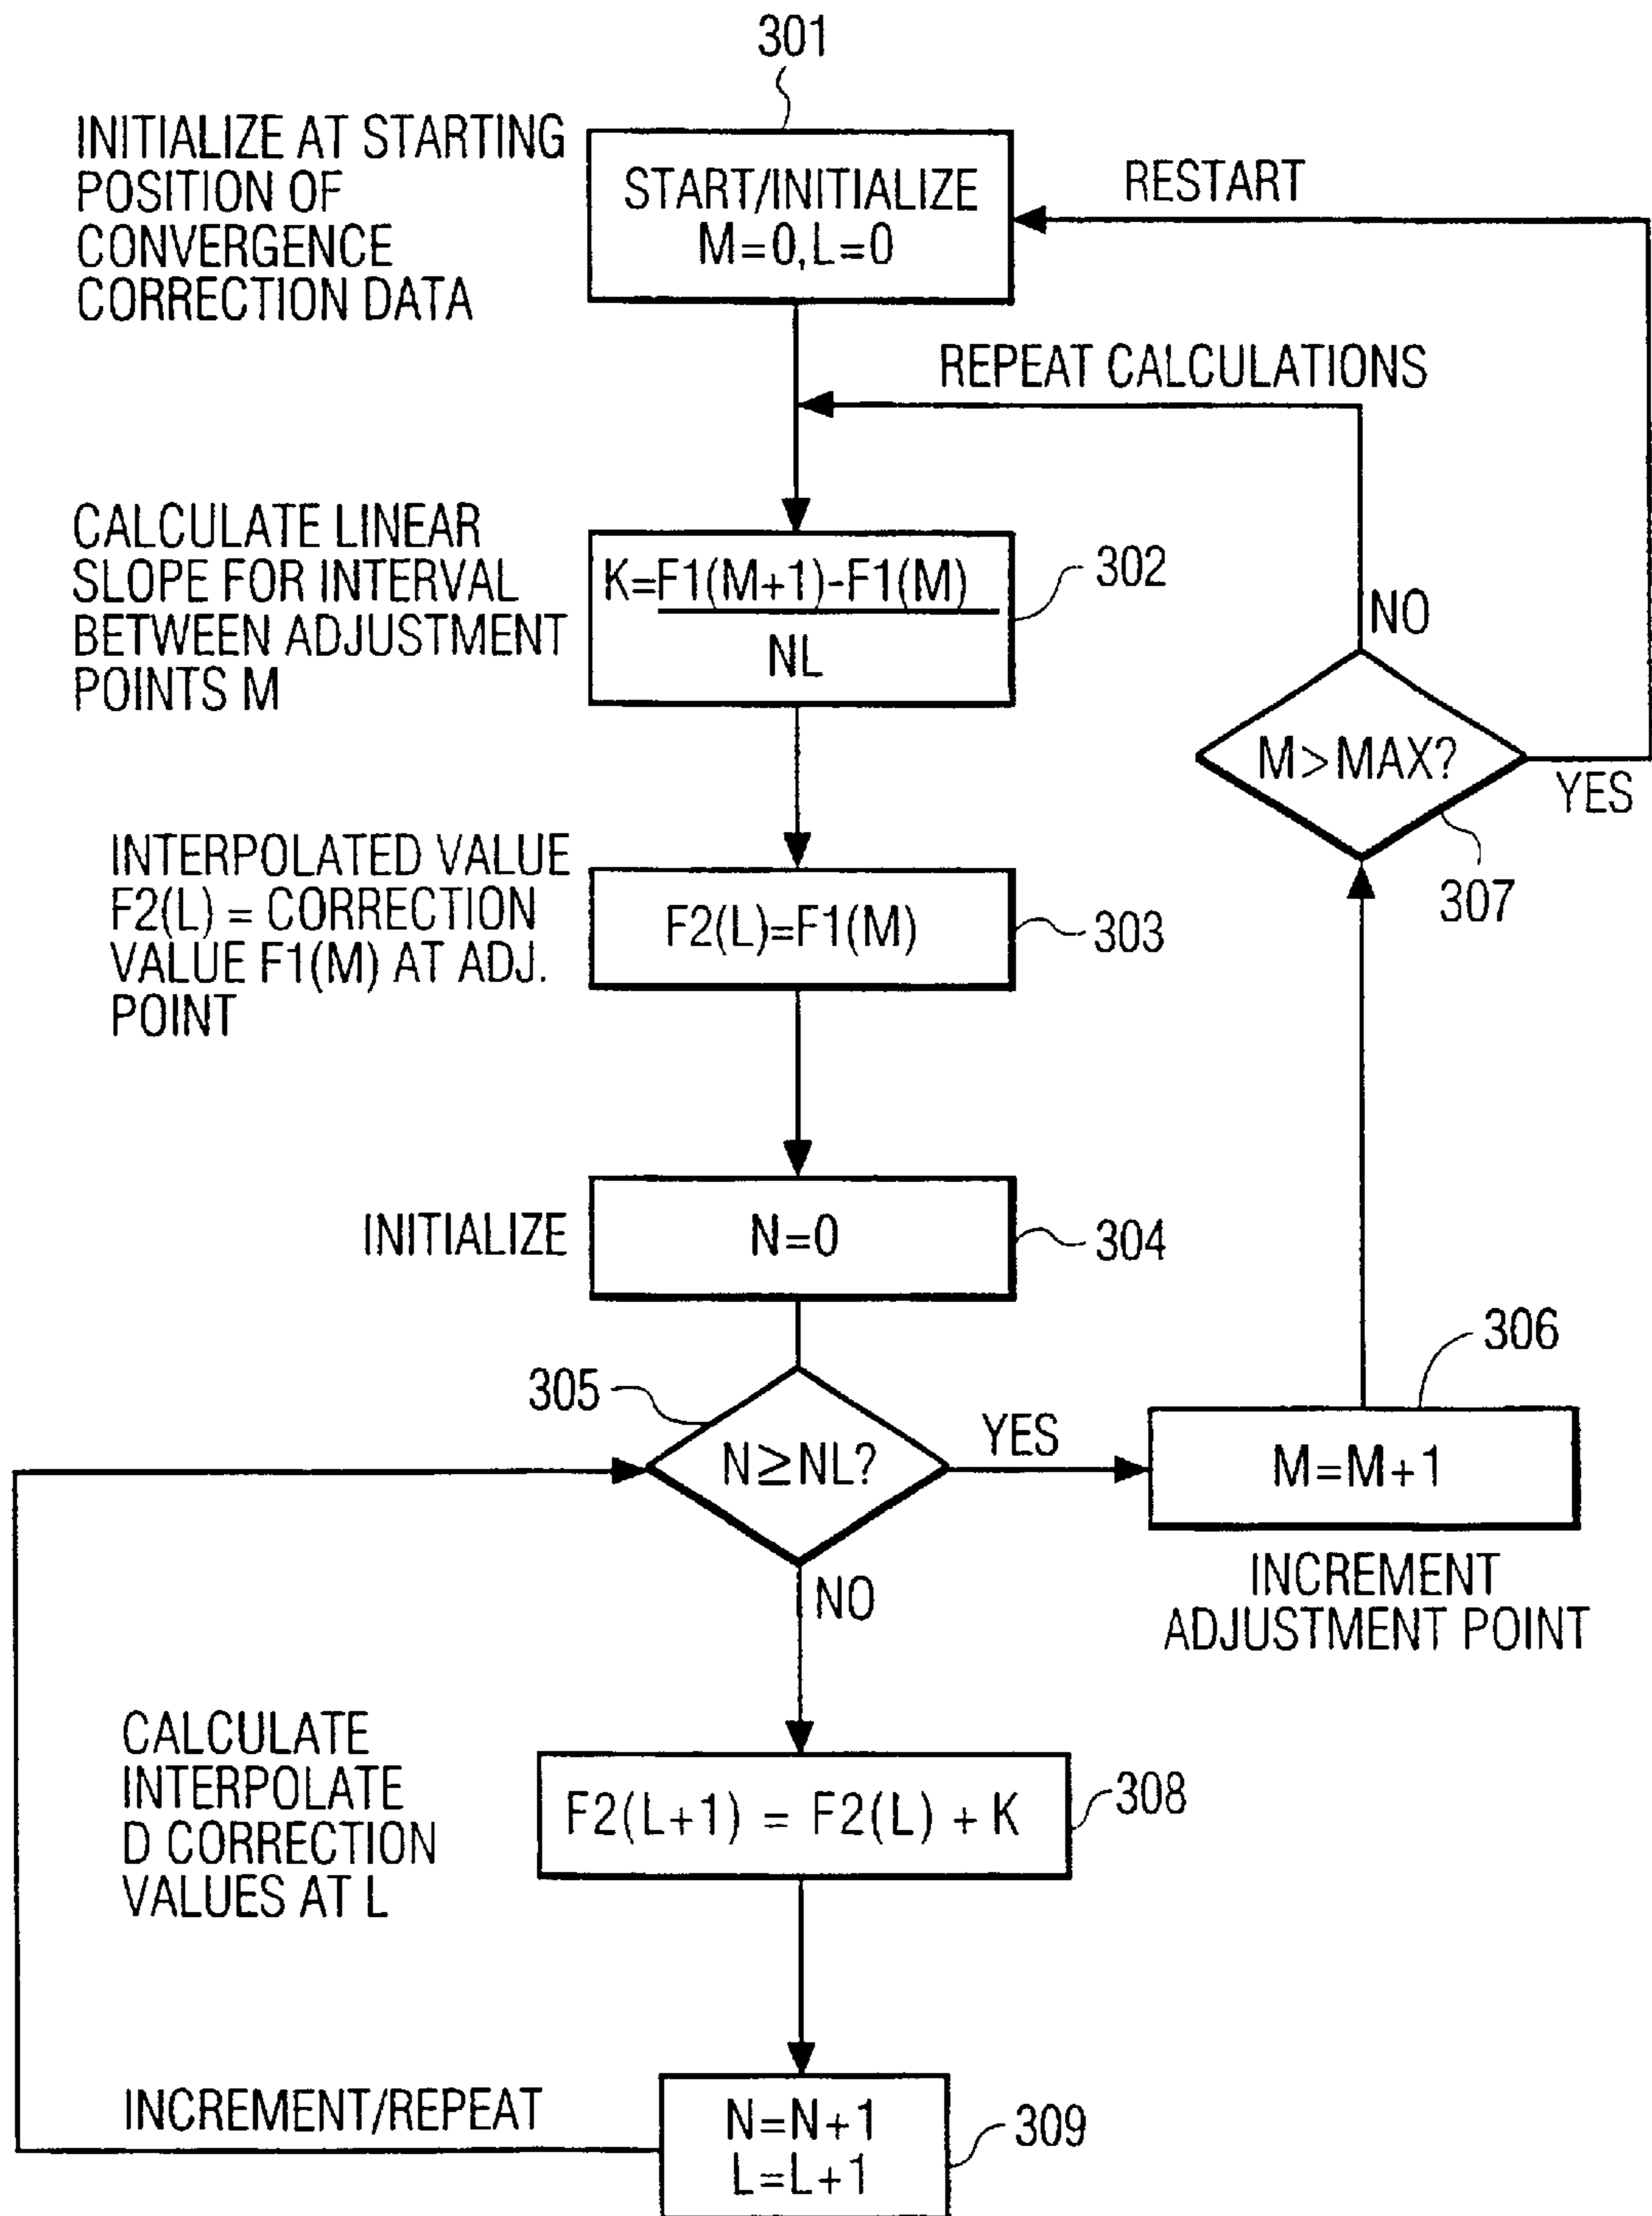 301
INITIALIZE AT STARTING
POSITION OF
CONVERGENCE
CORRECTION DATA
START/INITIALIZE
M=0,L=0
RESTART
REPEAT CALCULATIONS
CALCULATE LINEAR
SLOPE FOR INTERVAL
BETWEEN ADJUSTMENT
POINTS M
K=F1(M+1)-F1(M)
NL
302
NO
M>MAX?
YES
307
INTERPOLATED VALUE
F2(L) = CORRECTION
VALUE F1(M) AT ADJ.
POINT
F2(L)=F1(M)
303
INITIALIZE
N=0
304
305
N≥NL?
YES
306
M=M+1
INCREMENT
ADJUSTMENT POINT
NO
CALCULATE
INTERPOLATE
D CORRECTION
VALUES AT L
F2(L+1) = F2(L) + K
308
INCREMENT/REPEAT
N=N+1
L=L+1
309